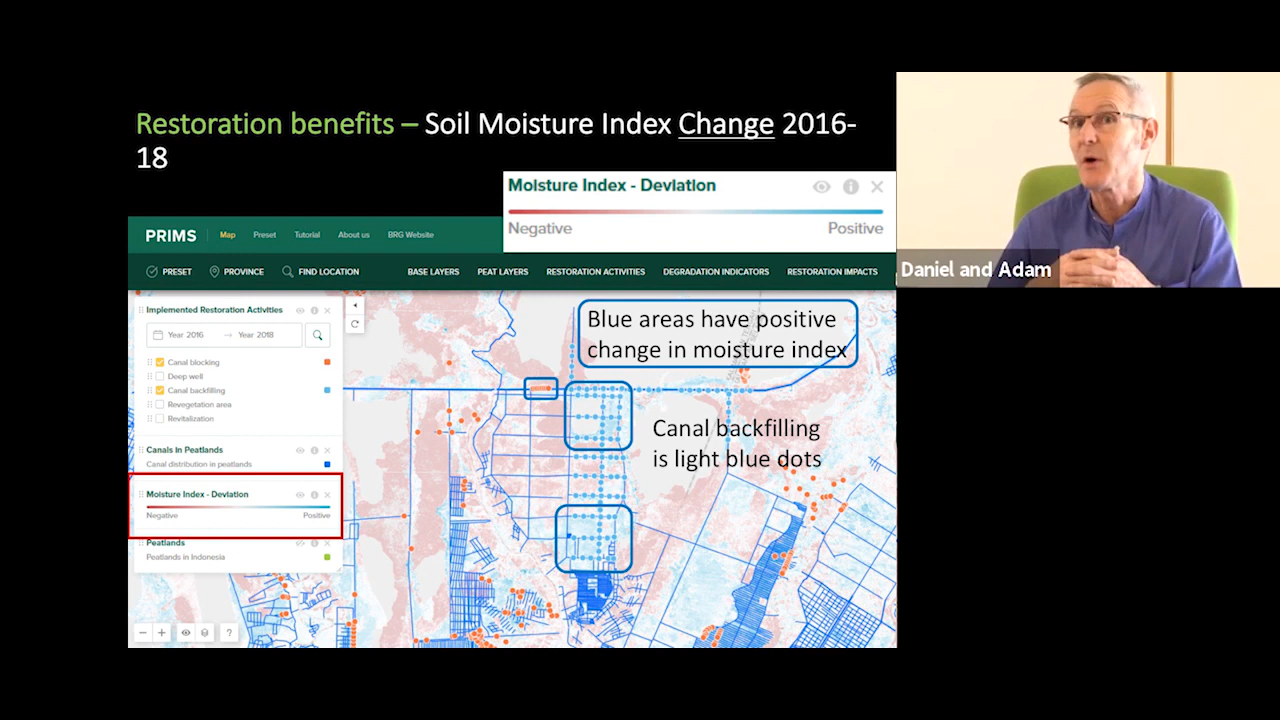 Restoration benefits – Soil Moisture Index Change 2016-
18
Moisture Index - Deviation
Negative Positive
Daniel and Adam
PRIMS Map Preset Tutorial About us BRG Website
PRESET PROVINCE FIND LOCATION BASE LAYERS PEAT LAYERS RESTORATION ACTIVITIES DEGRADATION INDICATORS RESTORATION IMPACTS
Implemented Restoration Activities
Year 2016 → Year 2018
Canal blocking
Deep well
Canal backfilling
Revegetation area
Revitalization
Canals in Peatlands
Canal distribution in peatlands
Moisture Index - Deviation
Negative Positive
Peatlands
Peatlands in Indonesia
Blue areas have positive
change in moisture index
Canal backfilling
is light blue dots